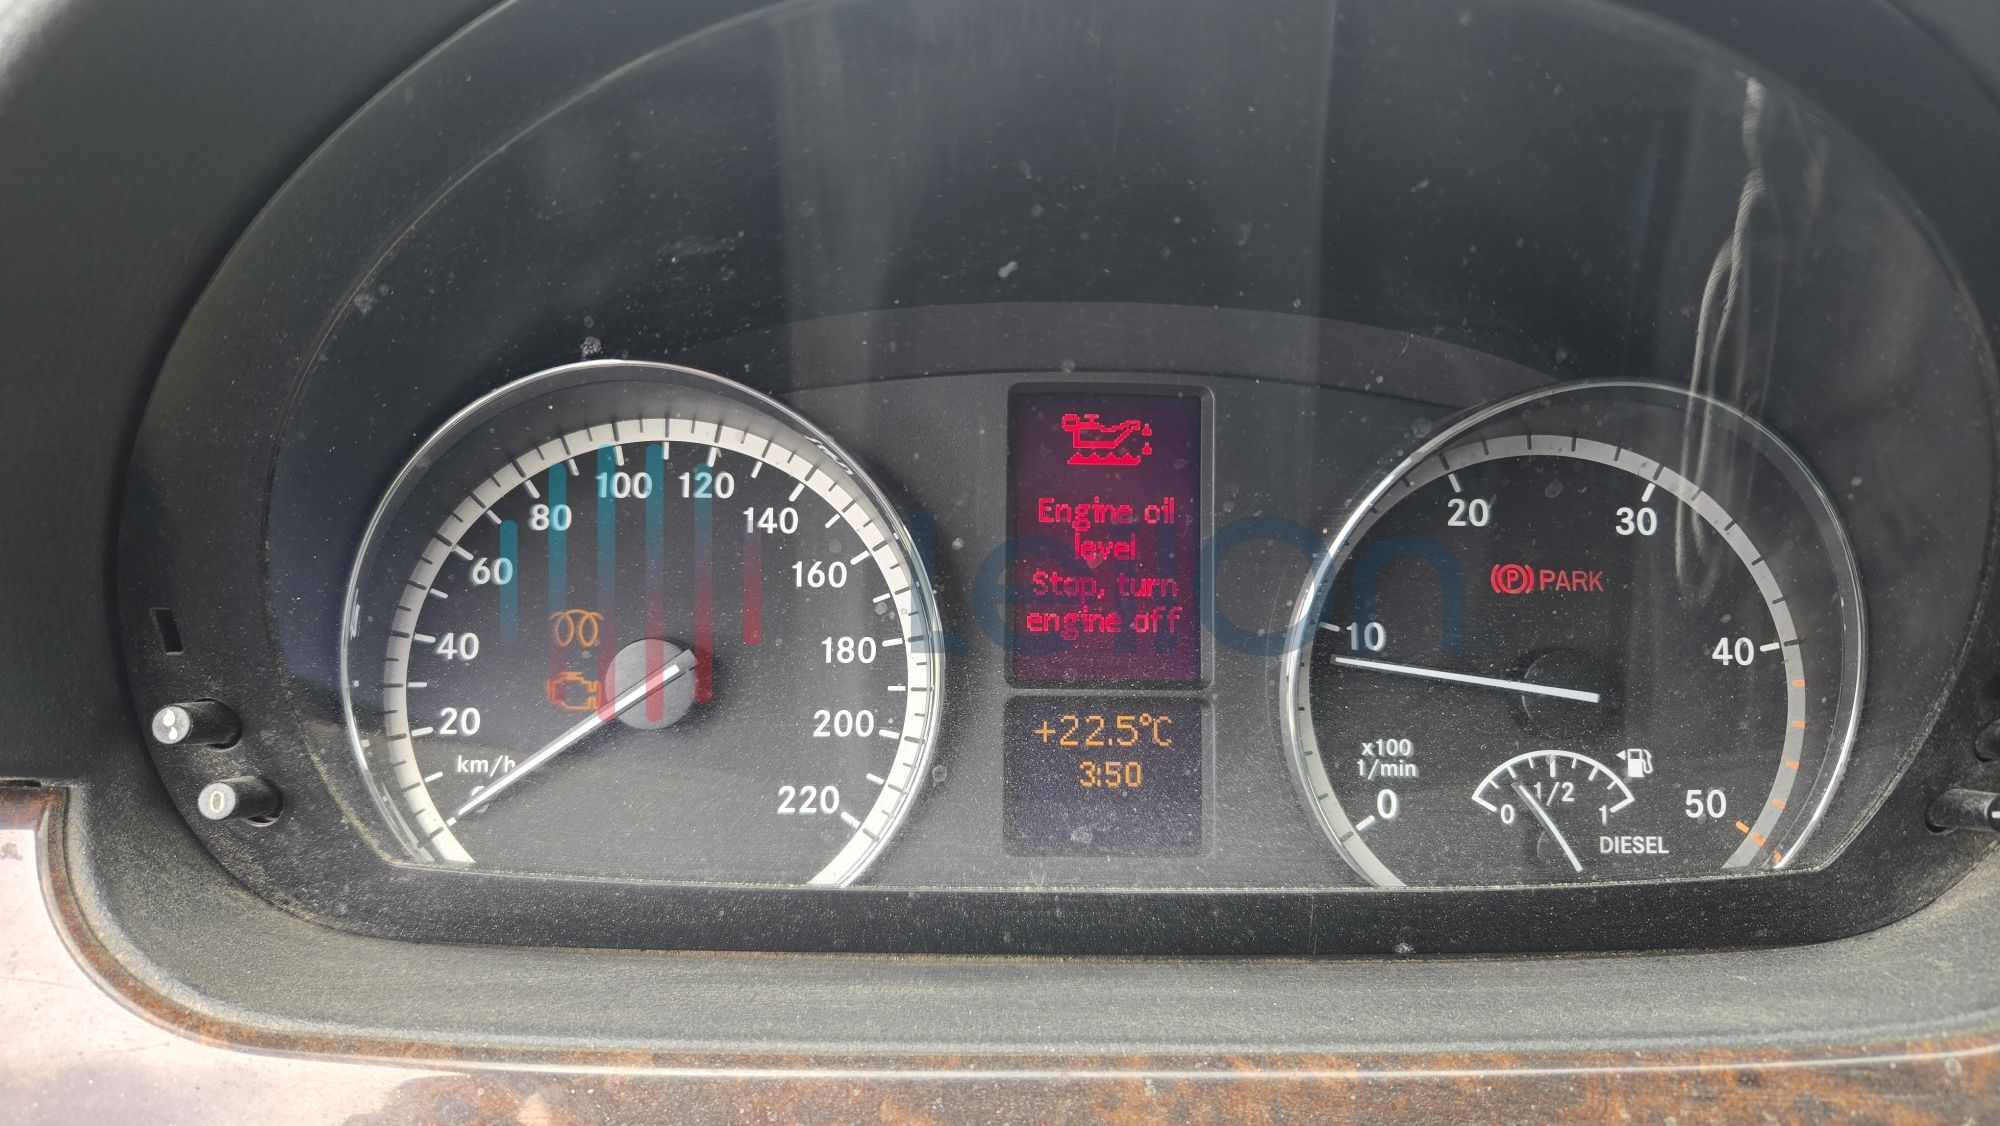 20
40
60
80
100
120
140
160
180
200
220
km/h
0
Engine oil
level
Stop, turn
engine off
+22.5°C
3:50
0
10
20
30
40
50
x100
1/min
(P) PARK
0
1/2
1
DIESEL
Leilon.